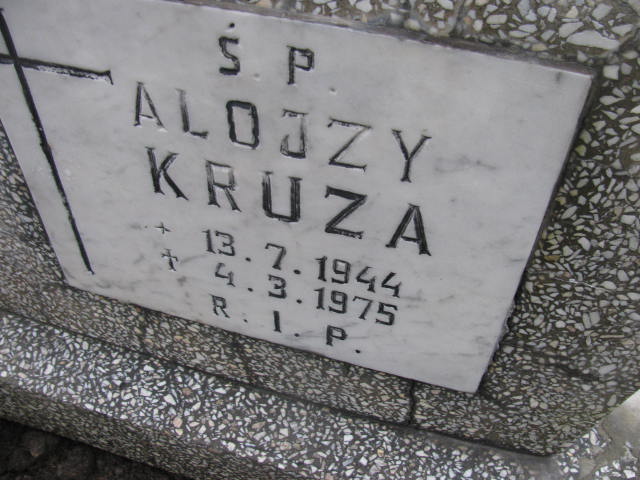 Ś. P.
ALOJZY
KRUZA
+ 13.7.1944
† 4.3.1975
R. I. P.